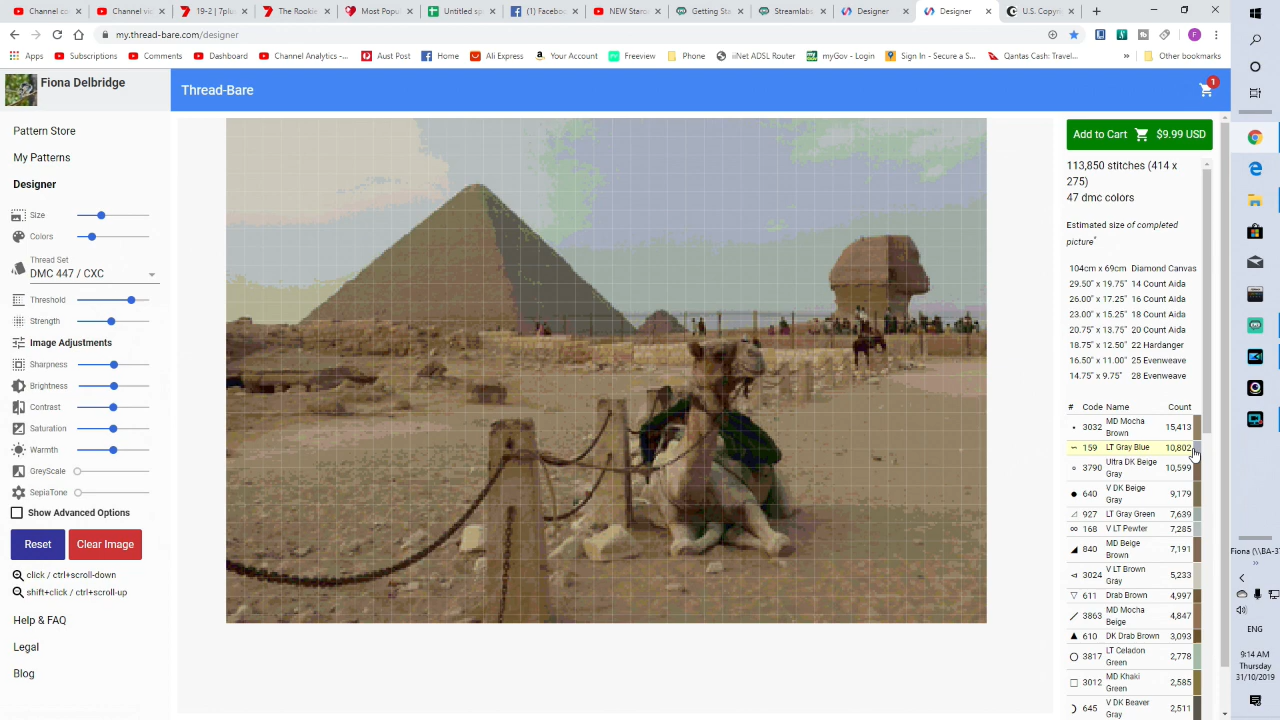 Channel co
Channel vi
19-2 | 7plu
The Rookie
Most Popu
Untitled sp
(1) Faceboo
NEW Starc
Getting Sta
Streamlabs
Designer
Designer
U.S. Copyri
my.thread-bare.com/designer
Apps
Subscriptions
Comments
Dashboard
Channel Analytics -...
Aust Post
Home
Ali Express
Your Account
Freeview
Phone
iiNet ADSL Router
myGov - Login
Sign In - Secure a S...
Qantas Cash: Travel...
»
Other bookmarks
Fiona Delbridge
Thread-Bare
1
Pattern Store
My Patterns
Designer
Size
Colors
Thread Set
DMC 447 / CXC
Threshold
Strength
Image Adjustments
Sharpness
Brightness
Contrast
Saturation
Warmth
GreyScale
SepiaTone
Show Advanced Options
Reset
Clear Image
click / ctrl+scroll-down
shift+click / ctrl+scroll-up
Help & FAQ
Legal
Blog
Add to Cart $9.99 USD
113,850 stitches (414 x
275)
47 dmc colors
Estimated size of completed
picture*
104cm x 69cm Diamond Canvas
29.50" x 19.75" 14 Count Aida
26.00" x 17.25" 16 Count Aida
23.00" x 15.25" 18 Count Aida
20.75" x 13.75" 20 Count Aida
18.75" x 12.50" 22 Hardanger
16.50" x 11.00" 25 Evenweave
14.75" x 9.75" 28 Evenweave
# Code Name Count
3032 MD Mocha Brown 15,413
159 LT Gray Blue 10,802
3790 Ultra DK Beige Gray 10,599
640 V DK Beige Gray 9,179
927 LT Gray Green 7,639
168 V LT Pewter 7,285
840 MD Beige Brown 7,191
3024 V LT Brown Gray 5,233
611 Drab Brown 4,997
3863 MD Mocha Beige 4,847
610 DK Drab Brown 3,093
3817 LT Celadon Green 2,778
3012 MD Khaki Green 2,585
645 V DK Beaver Gray 2,511
Fiona (\\BA-3
»
ENG
9:14 AM
Thursday
31/10/2019